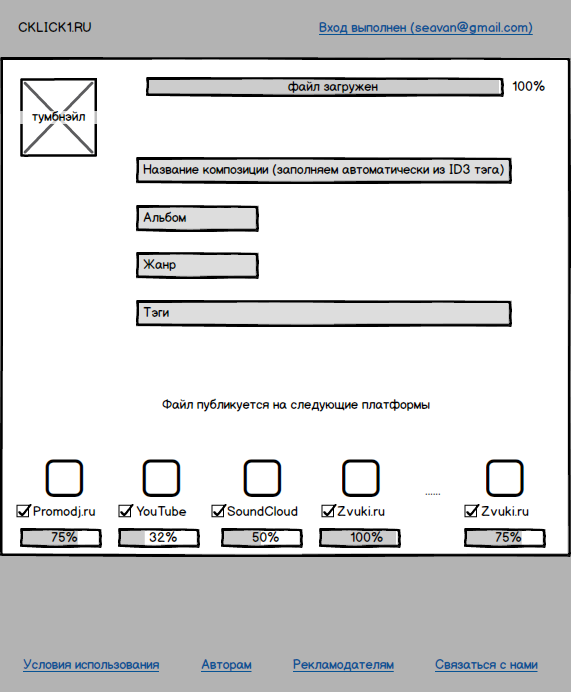 CKLICK1.RU
Вход выполнен (seavan@gmail.com)
файл загружен 100%
тумбнэйл
Название композиции (заполняем автоматически из ID3 тэга)
Альбом
Жанр
Тэги
Файл публикуется на следующие платформы
......
Promodj.ru YouTube SoundCloud Zvuki.ru Zvuki.ru
75% 32% 50% 100% 75%
Условия использования Авторам Рекламодателям Связаться с нами